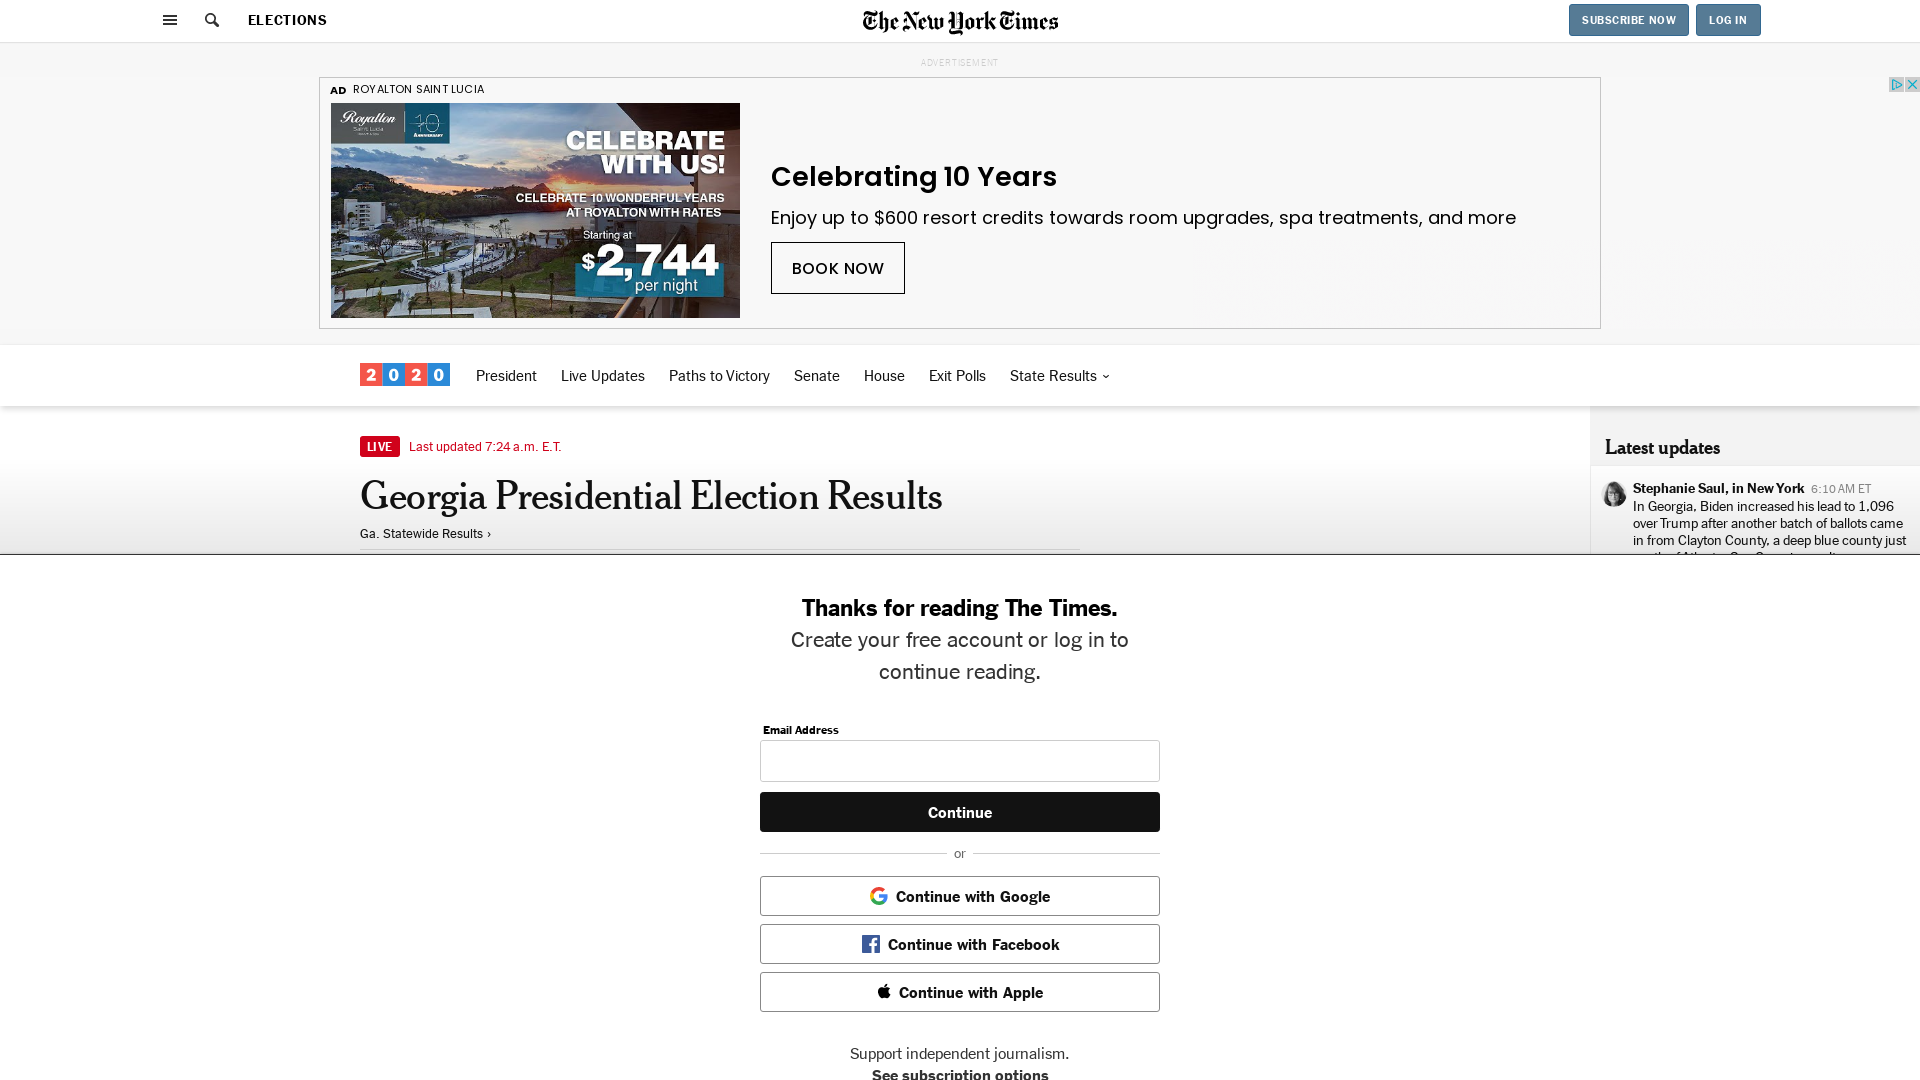 ELECTIONS
The New York Times
SUBSCRIBE NOW
LOG IN
ADVERTISEMENT
AD ROYALTON SAINT LUCIA
Royalton
10
ANNIVERSARY
CELEBRATE
WITH US!
CELEBRATE 10 WONDERFUL YEARS
AT ROYALTON WITH RATES
Starting at
$2,744
per night
Celebrating 10 Years
Enjoy up to $600 resort credits towards room upgrades, spa treatments, and more
BOOK NOW
2020
President
Live Updates
Paths to Victory
Senate
House
Exit Polls
State Results
LIVE Last updated 7:24 a.m. E.T.
Georgia Presidential Election Results
Ga. Statewide Results ›
Latest updates
Stephanie Saul, in New York 6:10 AM ET
In Georgia, Biden increased his lead to 1,096
over Trump after another batch of ballots came
in from Clayton County, a deep blue county just
Thanks for reading The Times.
Create your free account or log in to
continue reading.
Email Address
Continue
or
Continue with Google
Continue with Facebook
Continue with Apple
Support independent journalism.
See subscription options